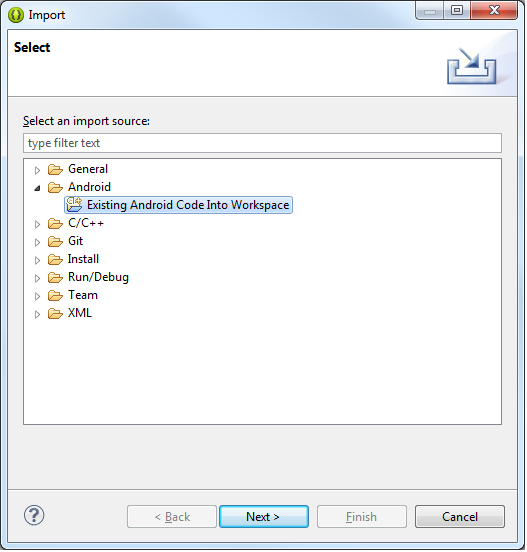 Import
Select
Select an import source:
type filter text
General
Android
Existing Android Code Into Workspace
C/C++
Git
Install
Run/Debug
Team
XML
?
< Back
Next >
Finish
Cancel